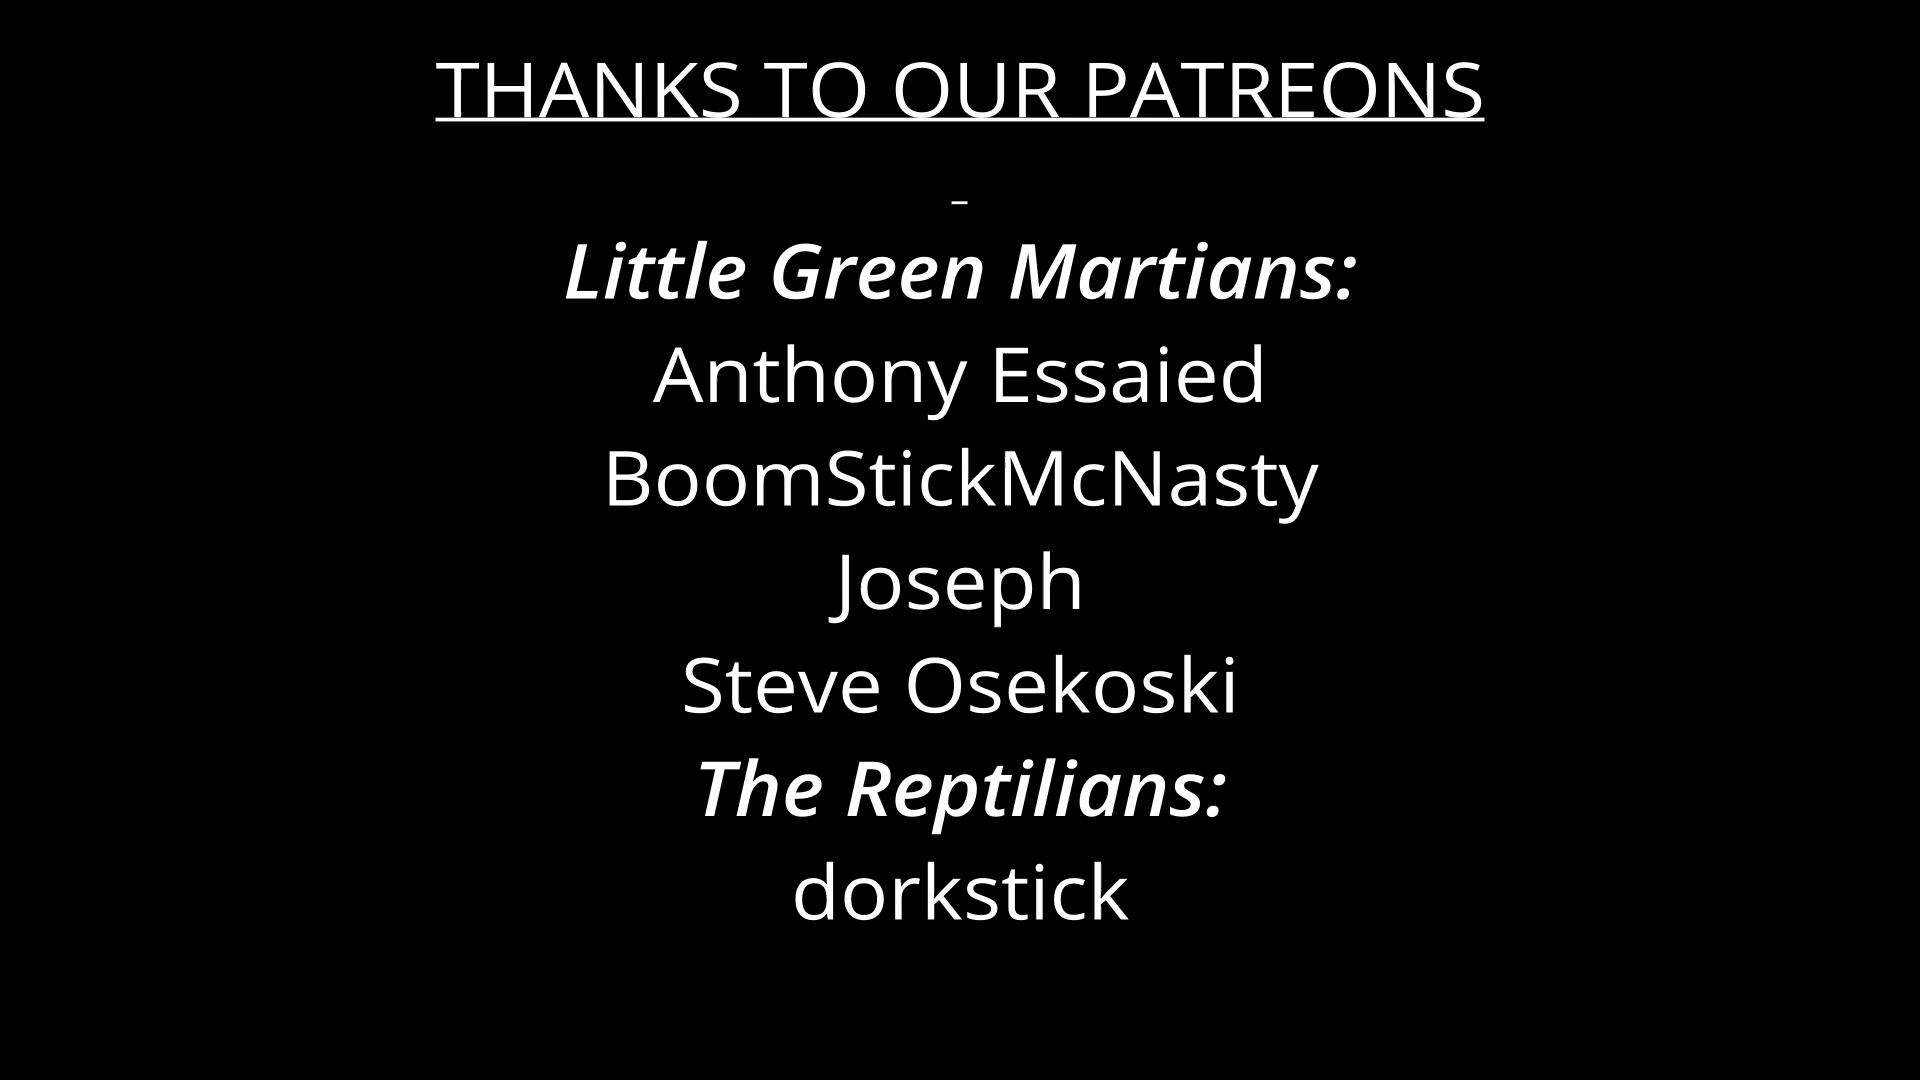 THANKS TO OUR PATREONS
Little Green Martians:
Anthony Essaied
BoomStickMcNasty
Joseph
Steve Osekoski
The Reptilians:
dorkstick